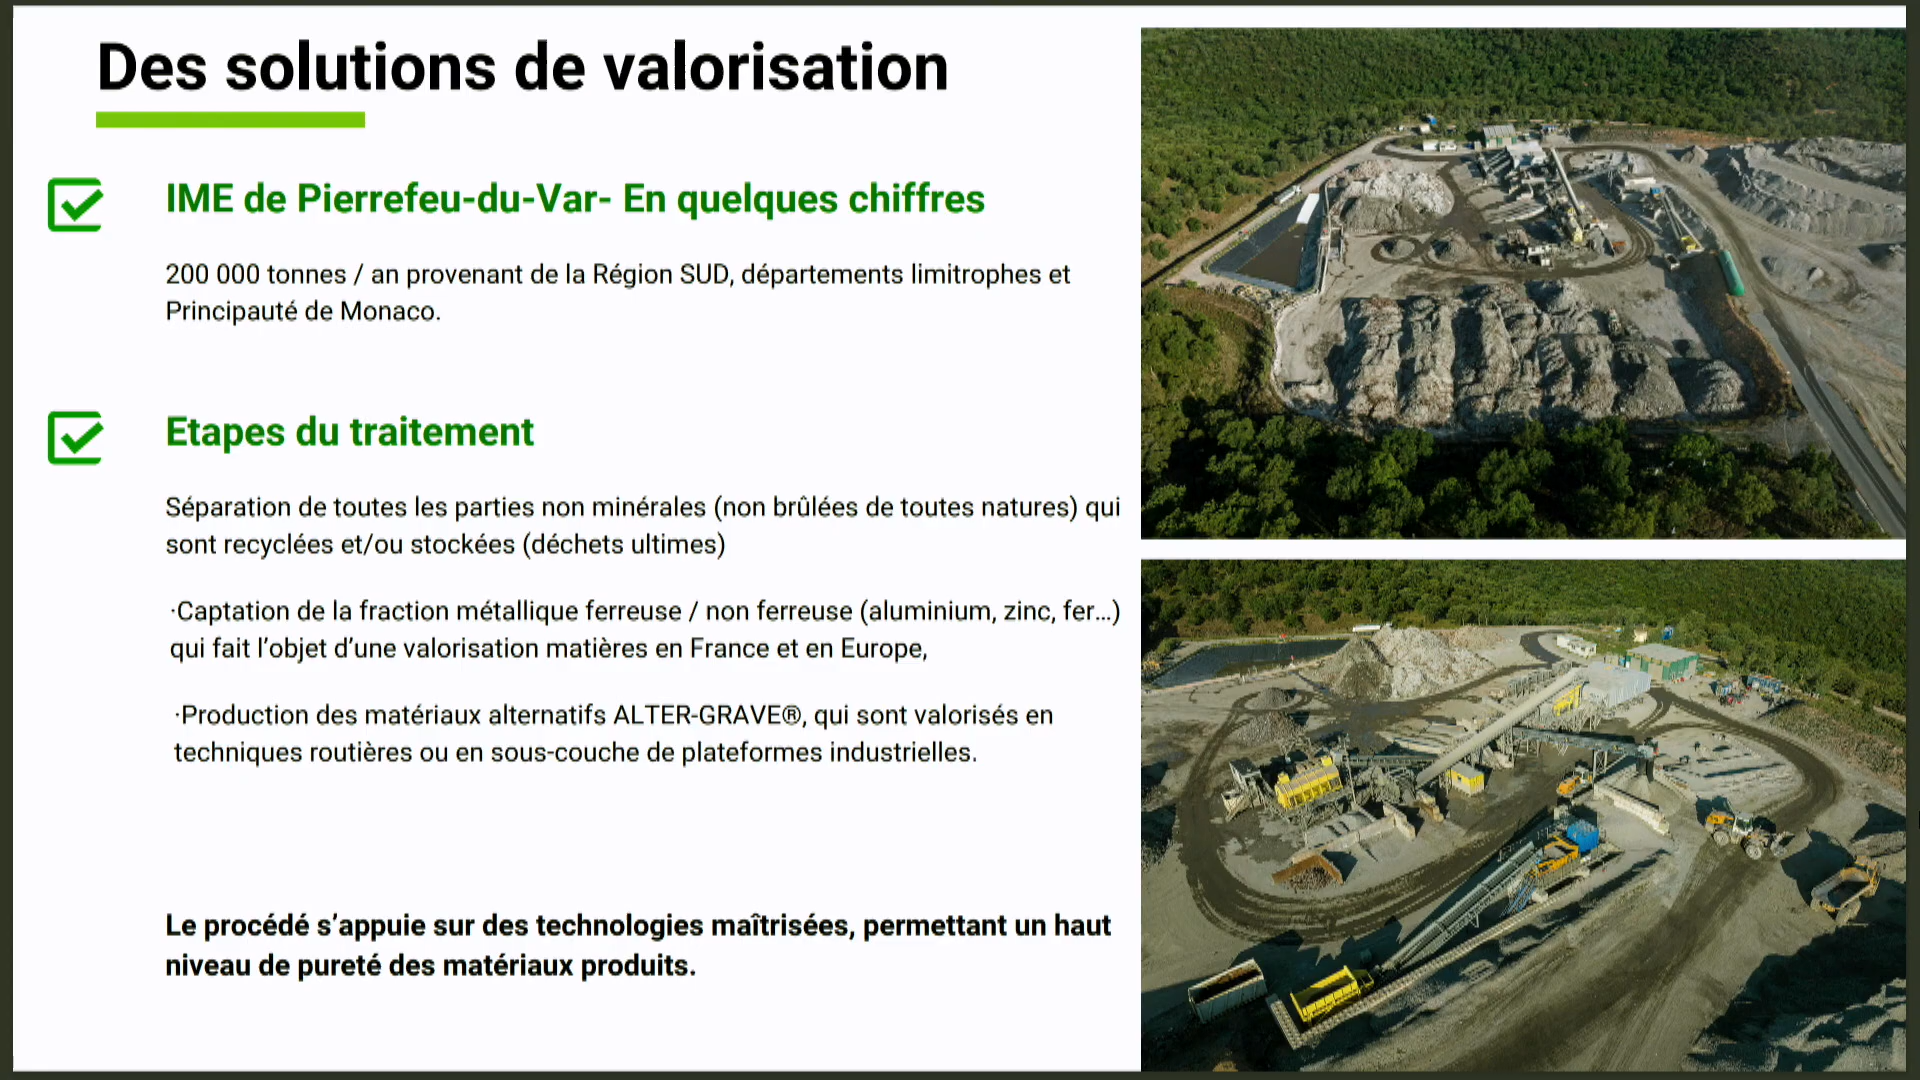 Des solutions de valorisation
IME de Pierrefeu-du-Var- En quelques chiffres
200 000 tonnes / an provenant de la Région SUD, départements limitrophes et
Principauté de Monaco.
Etapes du traitement
Séparation de toutes les parties non minérales (non brûlées de toutes natures) qui
sont recyclées et/ou stockées (déchets ultimes)
·Captation de la fraction métallique ferreuse / non ferreuse (aluminium, zinc, fer...)
qui fait l’objet d’une valorisation matières en France et en Europe,
·Production des matériaux alternatifs ALTER-GRAVE®, qui sont valorisés en
techniques routières ou en sous-couche de plateformes industrielles.
Le procédé s’appuie sur des technologies maîtrisées, permettant un haut
niveau de pureté des matériaux produits.